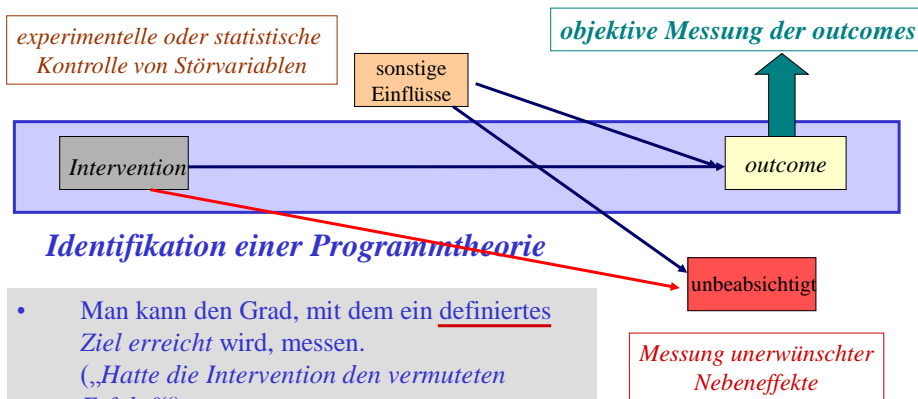 experimentelle oder statistische
Kontrolle von Störvariablen
objektive Messung der outcomes
sonstige
Einflüsse
Intervention
outcome
Identifikation einer Programmtheorie
unbeabsichtigt
• Man kann den Grad, mit dem ein definiertes
Ziel erreicht wird, messen.
(„Hatte die Intervention den vermuteten
Messung unerwünschter
Nebeneffekte